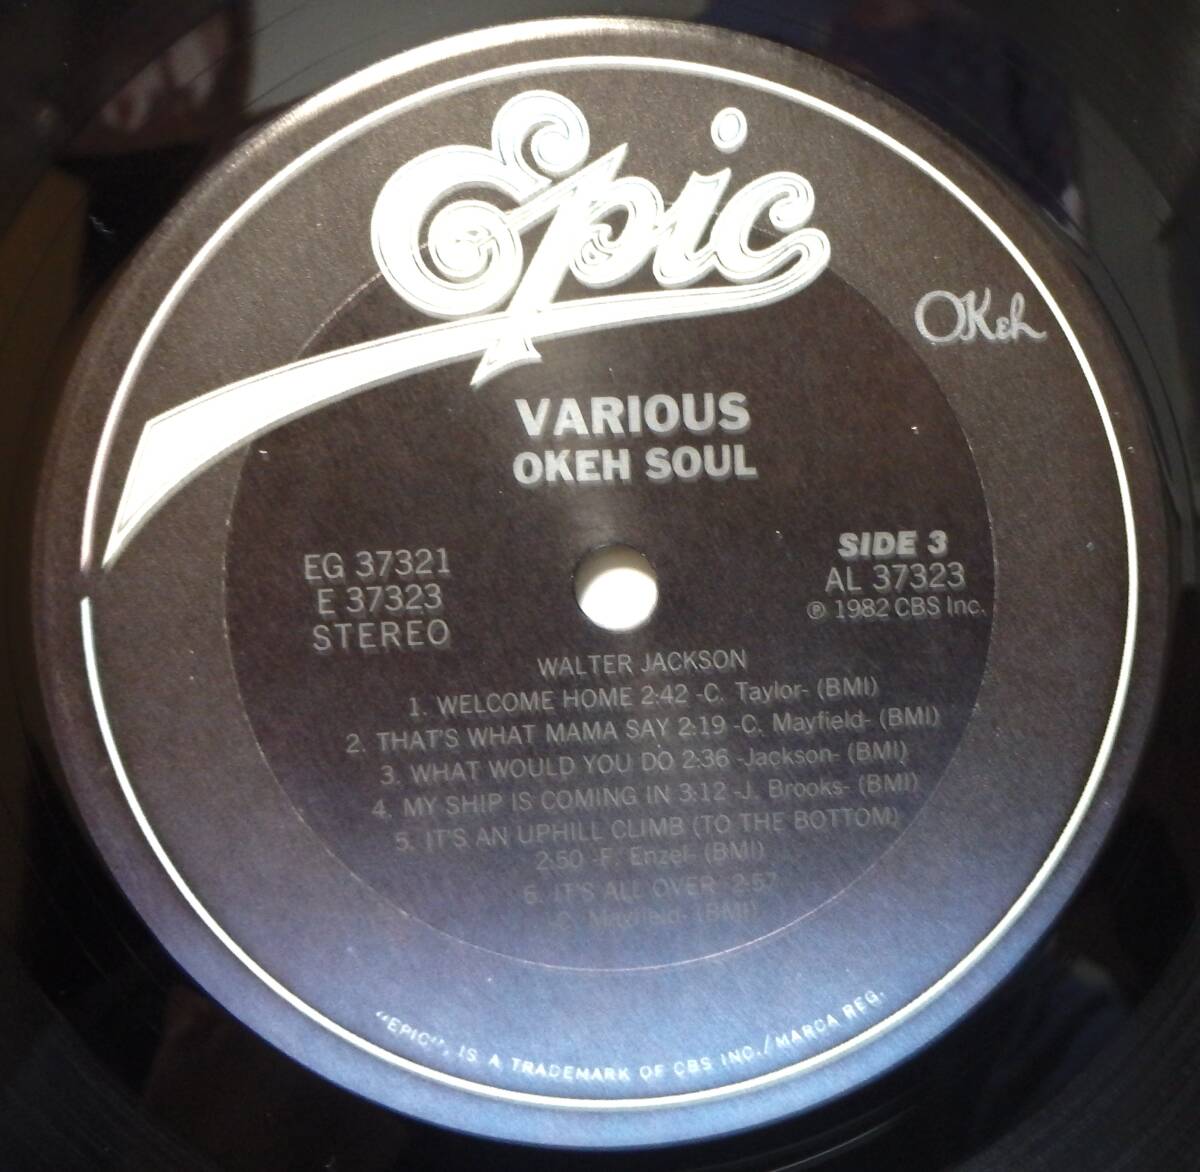 Epic
OKeh
VARIOUS
OKEH SOUL
EG 37321
E 37323
STEREO
SIDE 3
AL 37323
℗ 1982 CBS Inc.
WALTER JACKSON
1. WELCOME HOME 2:42 -C. Taylor- (BMI)
2. THAT'S WHAT MAMA SAY 2:19 -C. Mayfield- (BMI)
3. WHAT WOULD YOU DO 2:36 -Jackson- (BMI)
4. MY SHIP IS COMING IN 3:12 -J. Brooks- (BMI)
5. IT'S AN UPHILL CLIMB (TO THE BOTTOM)
2:50 -F. Enzel- (BMI)
6. IT'S ALL OVER 2:57
-C. Mayfield- (BMI)
"EPIC", IS A TRADEMARK OF CBS INC./MARCA REG.